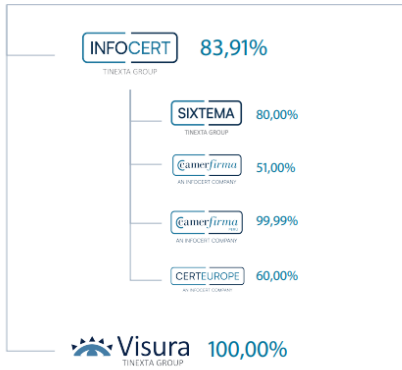 INFOCERT 83,91%
TINEXTA GROUP
SIXTEMA 80,00%
TINEXTA GROUP
Camerfirma 51,00%
AN INFOCERT COMPANY
Camerfirma 99,99%
PERÚ
AN INFOCERT COMPANY
CERTEUROPE 60,00%
AN INFOCERT COMPANY
Visura 100,00%
TINEXTA GROUP